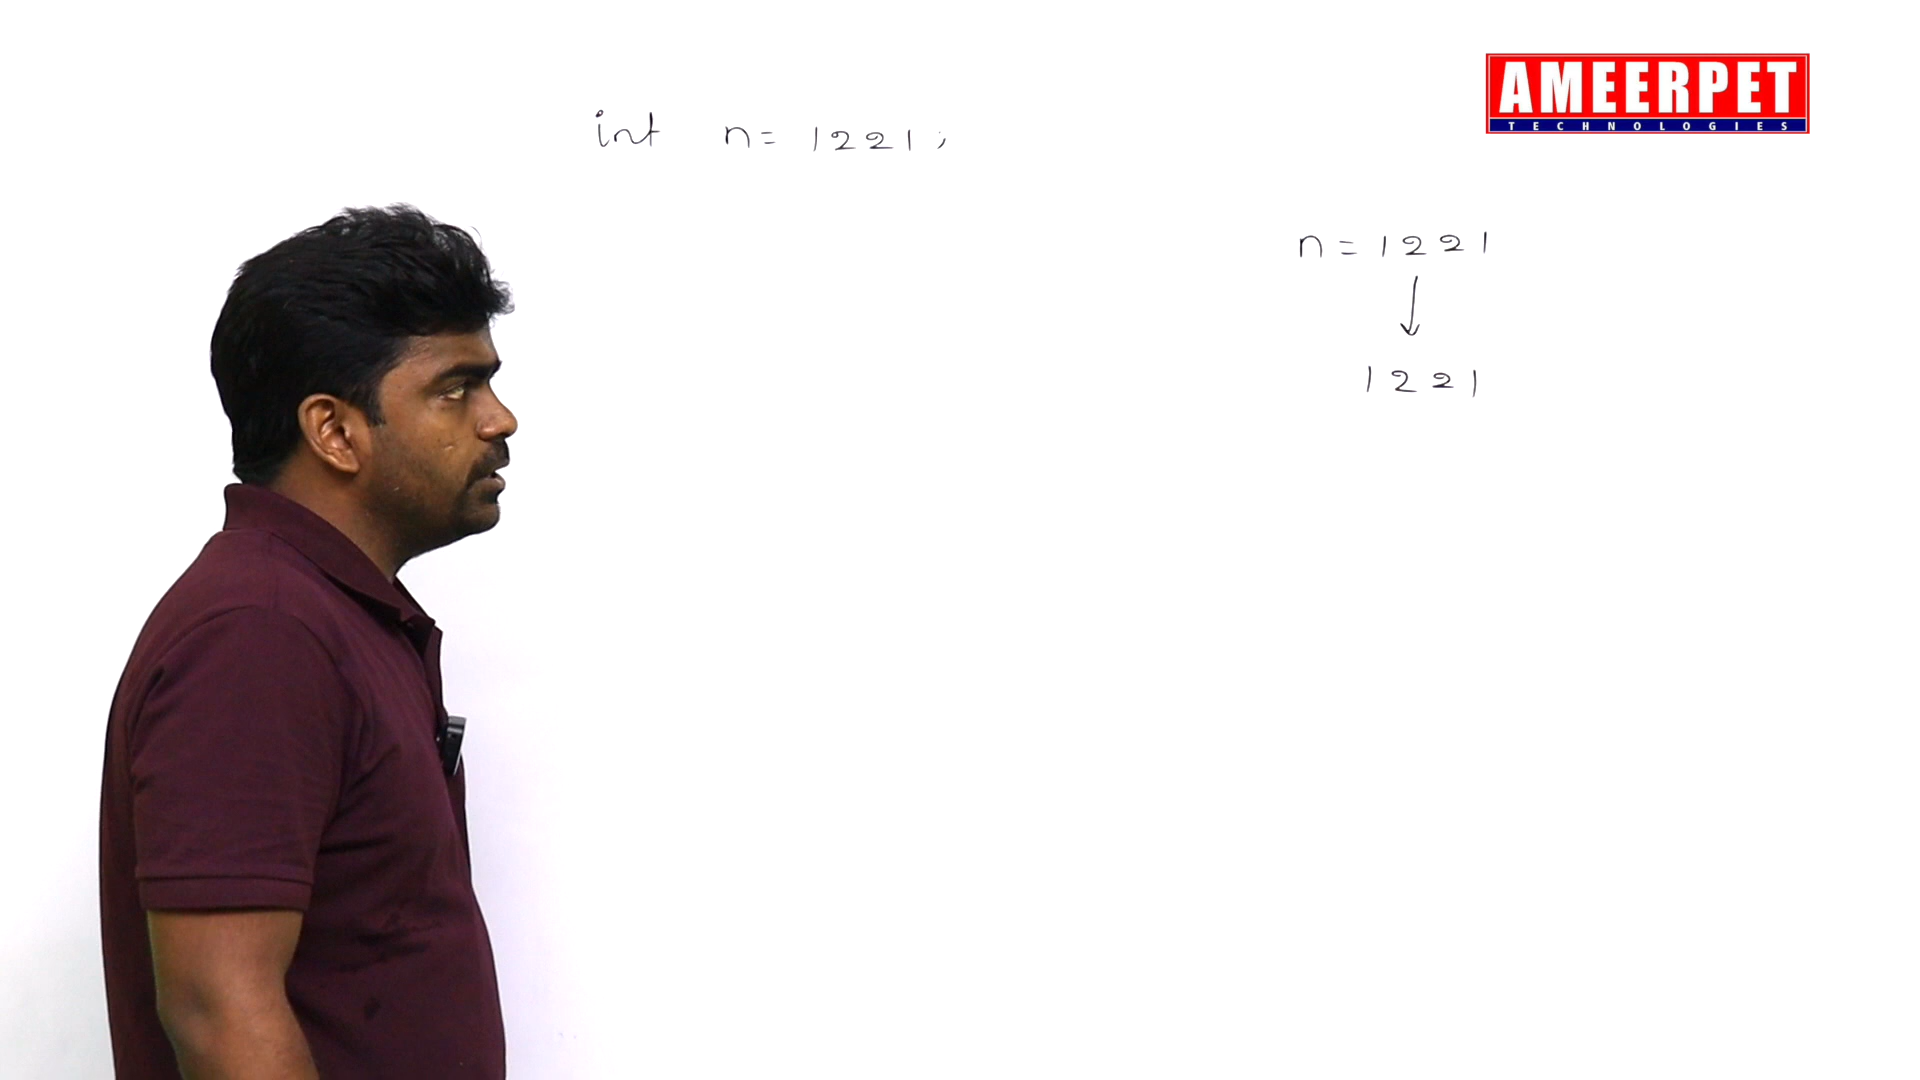 AMEERPET
TECHNOLOGIES
int n = 1221;
n = 1221
↓
1221